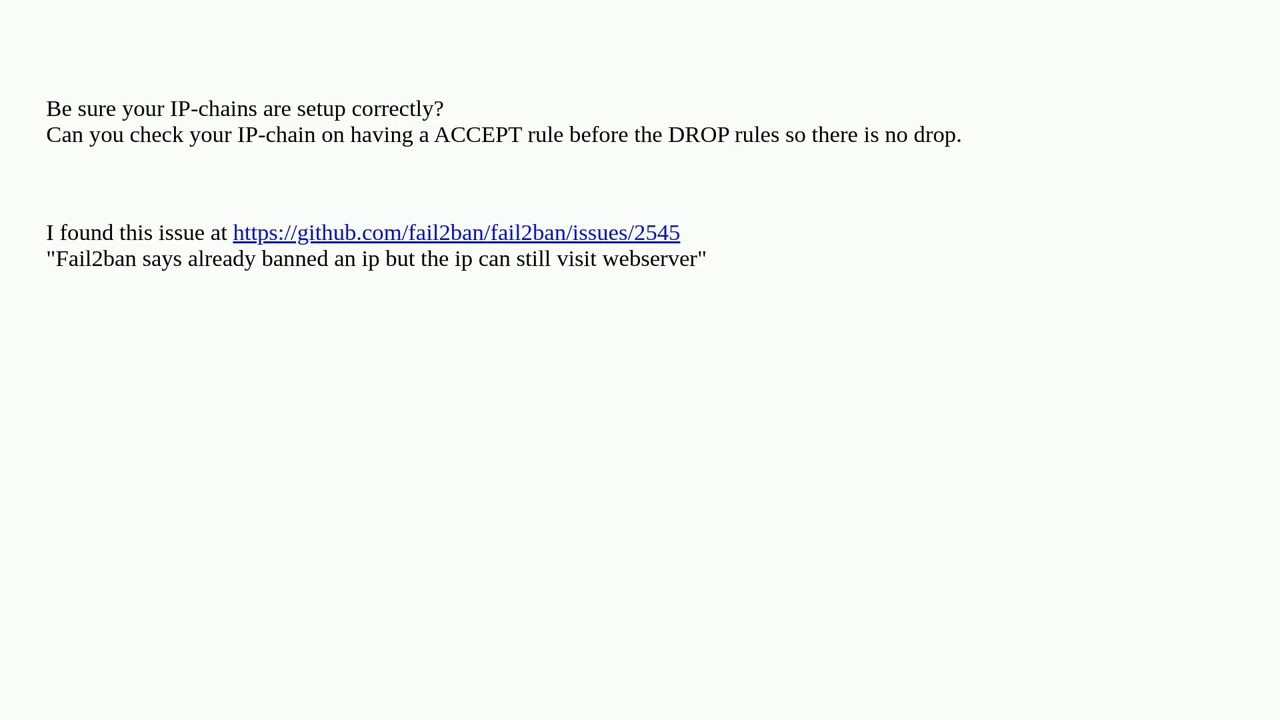 Be sure your IP-chains are setup correctly?
Can you check your IP-chain on having a ACCEPT rule before the DROP rules so there is no drop.
I found this issue at https://github.com/fail2ban/fail2ban/issues/2545
"Fail2ban says already banned an ip but the ip can still visit webserver"